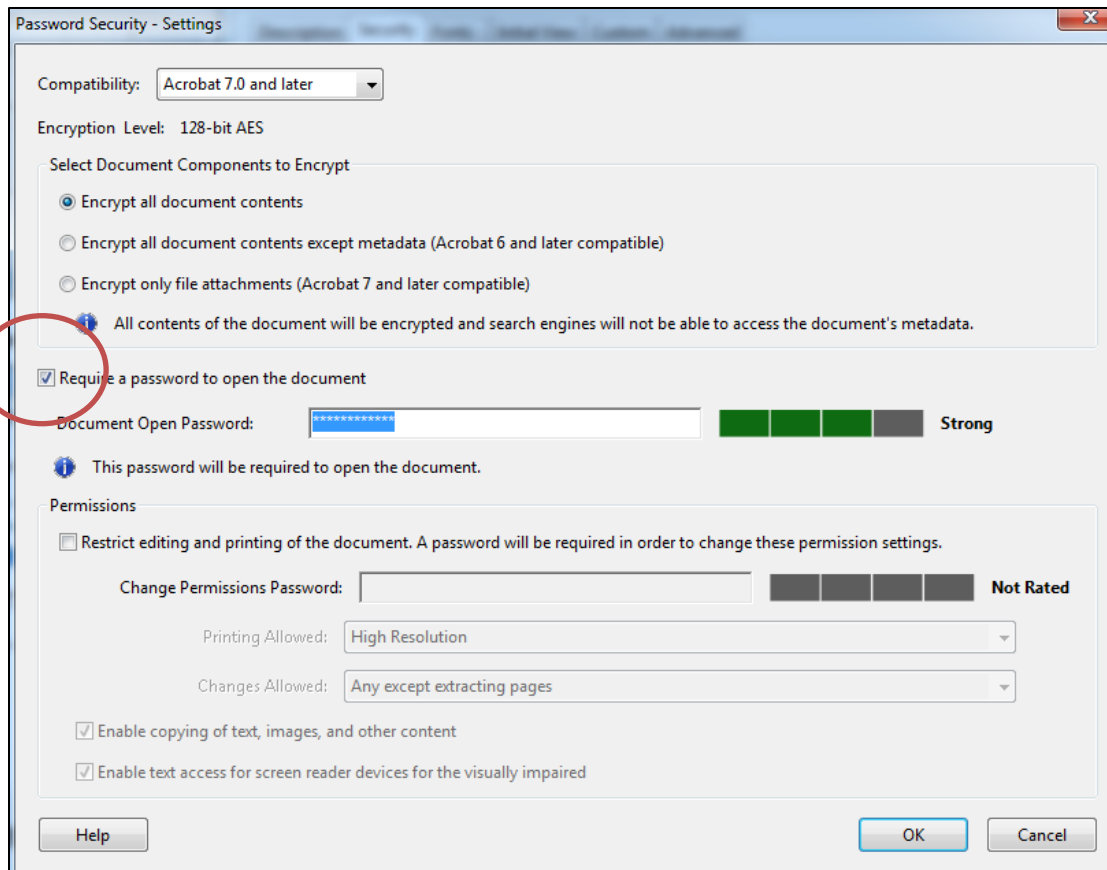 Password Security - Settings
Description Security Fonts Initial View Custom Advanced
Compatibility: Acrobat 7.0 and later
Encryption Level: 128-bit AES
Select Document Components to Encrypt
Encrypt all document contents
Encrypt all document contents except metadata (Acrobat 6 and later compatible)
Encrypt only file attachments (Acrobat 7 and later compatible)
All contents of the document will be encrypted and search engines will not be able to access the document's metadata.
Require a password to open the document
Document Open Password: ************ Strong
This password will be required to open the document.
Permissions
Restrict editing and printing of the document. A password will be required in order to change these permission settings.
Change Permissions Password: Not Rated
Printing Allowed: High Resolution
Changes Allowed: Any except extracting pages
Enable copying of text, images, and other content
Enable text access for screen reader devices for the visually impaired
Help OK Cancel